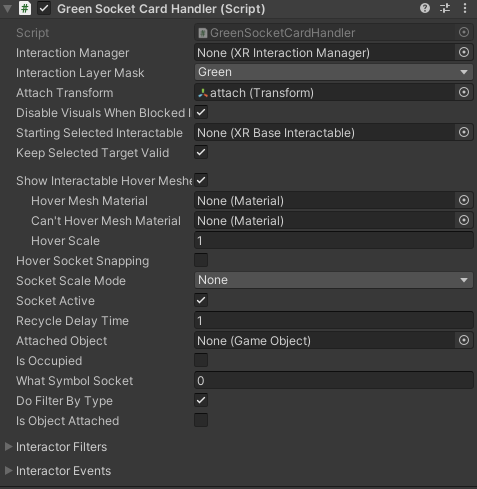 Green Socket Card Handler (Script)
Script GreenSocketCardHandler
Interaction Manager None (XR Interaction Manager)
Interaction Layer Mask Green
Attach Transform attach (Transform)
Disable Visuals When Blocked I
Starting Selected Interactable None (XR Base Interactable)
Keep Selected Target Valid
Show Interactable Hover Meshe
Hover Mesh Material None (Material)
Can't Hover Mesh Material None (Material)
Hover Scale 1
Hover Socket Snapping
Socket Scale Mode None
Socket Active
Recycle Delay Time 1
Attached Object None (Game Object)
Is Occupied
What Symbol Socket 0
Do Filter By Type
Is Object Attached
Interactor Filters
Interactor Events